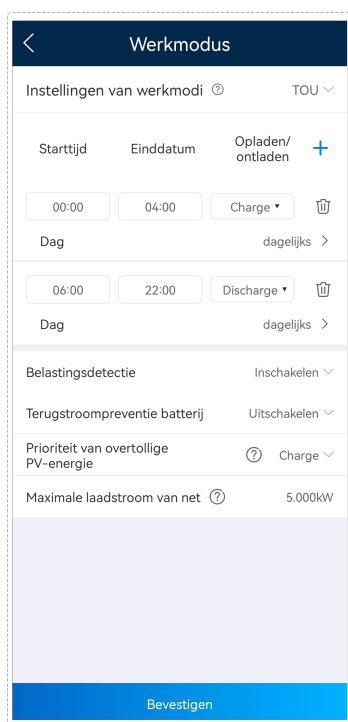 Werkmodus
Instellingen van werkmodi ? TOU
Starttijd Einddatum Opladen/
ontladen +
00:00 04:00 Charge
Dag dagelijks >
06:00 22:00 Discharge
Dag dagelijks >
Belastingsdetectie Inschakelen
Terugstroompreventie batterij Uitschakelen
Prioriteit van overtollige
PV-energie ? Charge
Maximale laadstroom van net ? 5.000kW
Bevestigen